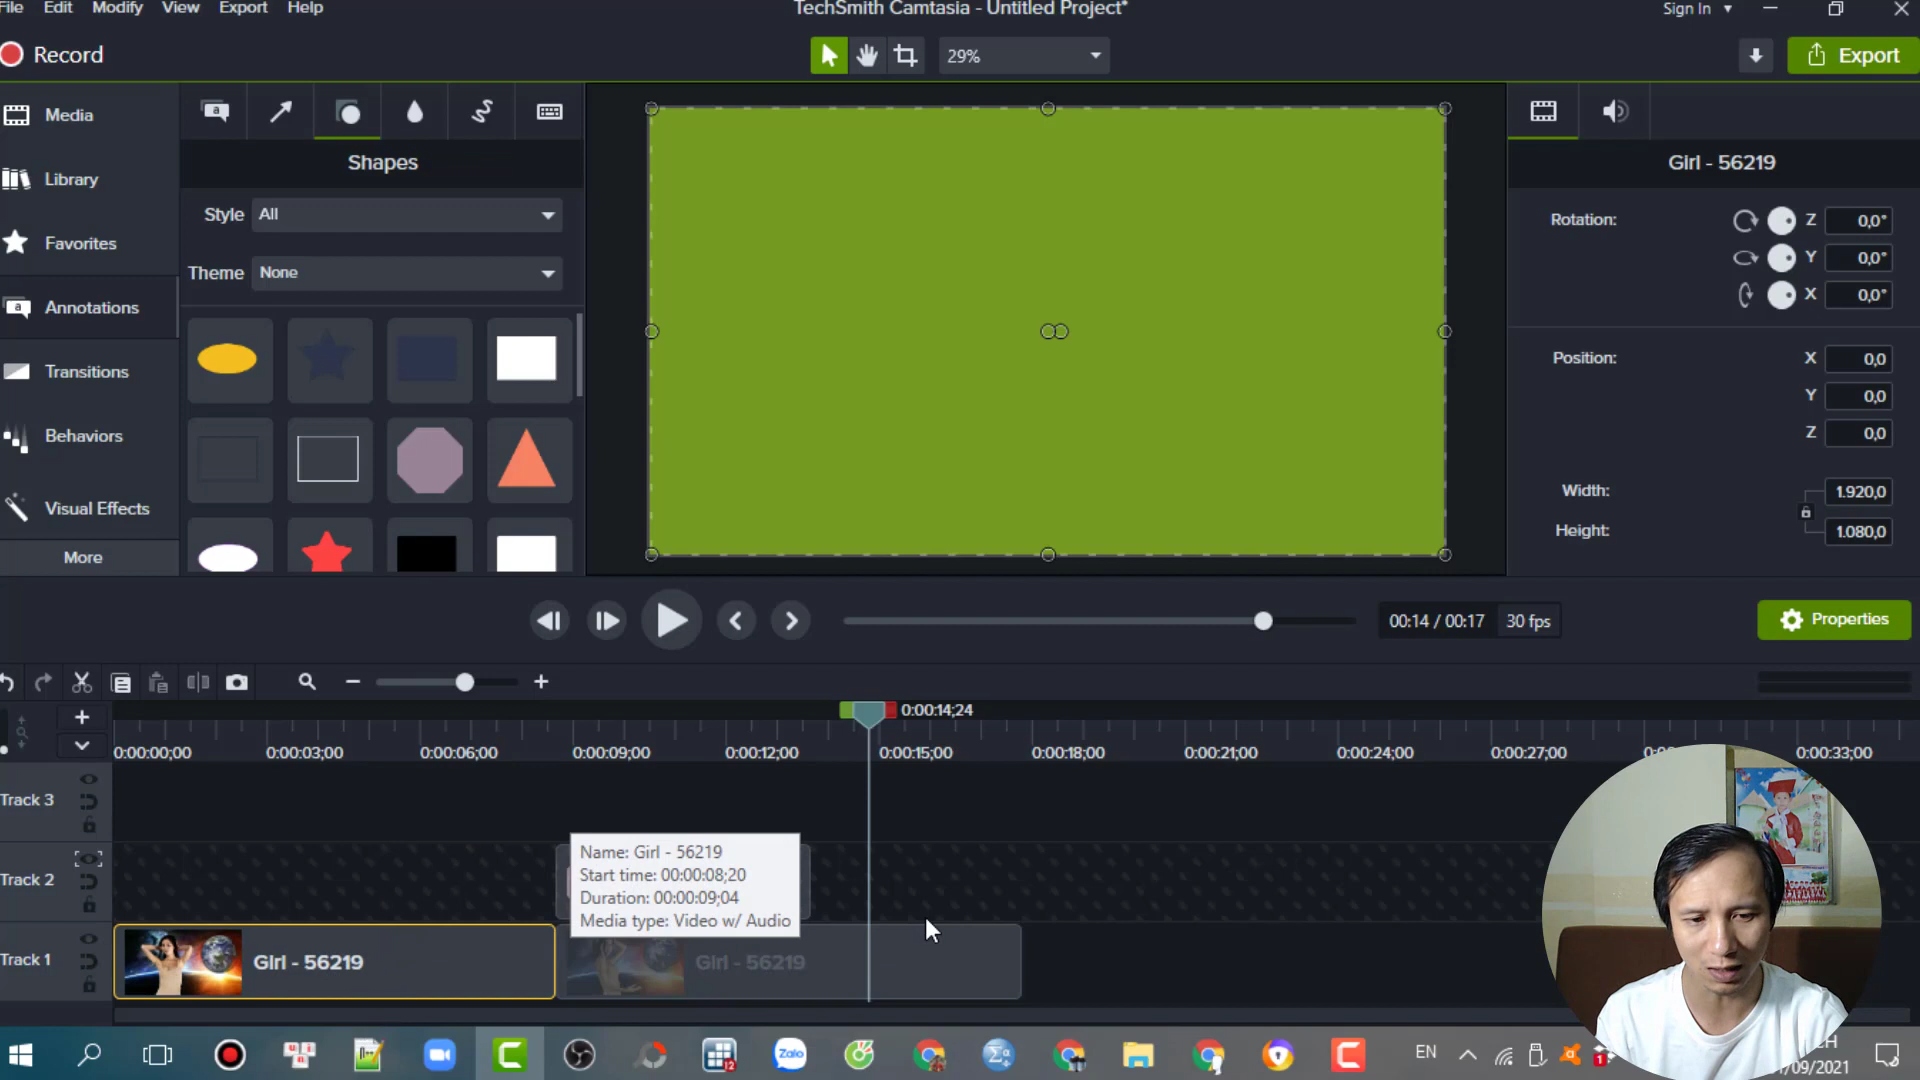 File Edit Modify View Export Help
TechSmith Camtasia - Untitled Project*
Sign In
Record
29%
Export
Media
Library
Favorites
Annotations
Transitions
Behaviors
Visual Effects
More
a
Shapes
Style All
Theme None
Girl - 56219
Rotation:
Z 0,0°
Y 0,0°
X 0,0°
Position:
X 0,0
Y 0,0
Z 0,0
Width: 1.920,0
Height: 1.080,0
00:14 / 00:17 30 fps
Properties
0:00:14;24
0:00:00;00 0:00:03;00 0:00:06;00 0:00:09;00 0:00:12;00 0:00:15;00 0:00:18;00 0:00:21;00 0:00:24;00 0:00:27;00 0:00:33;00
Track 3
Track 2
Name: Girl - 56219
Start time: 00:00:08;20
Duration: 00:00:09;04
Media type: Video w/ Audio
Track 1
Girl - 56219
Girl - 56219
Zalo
12
EN
1
/09/2021